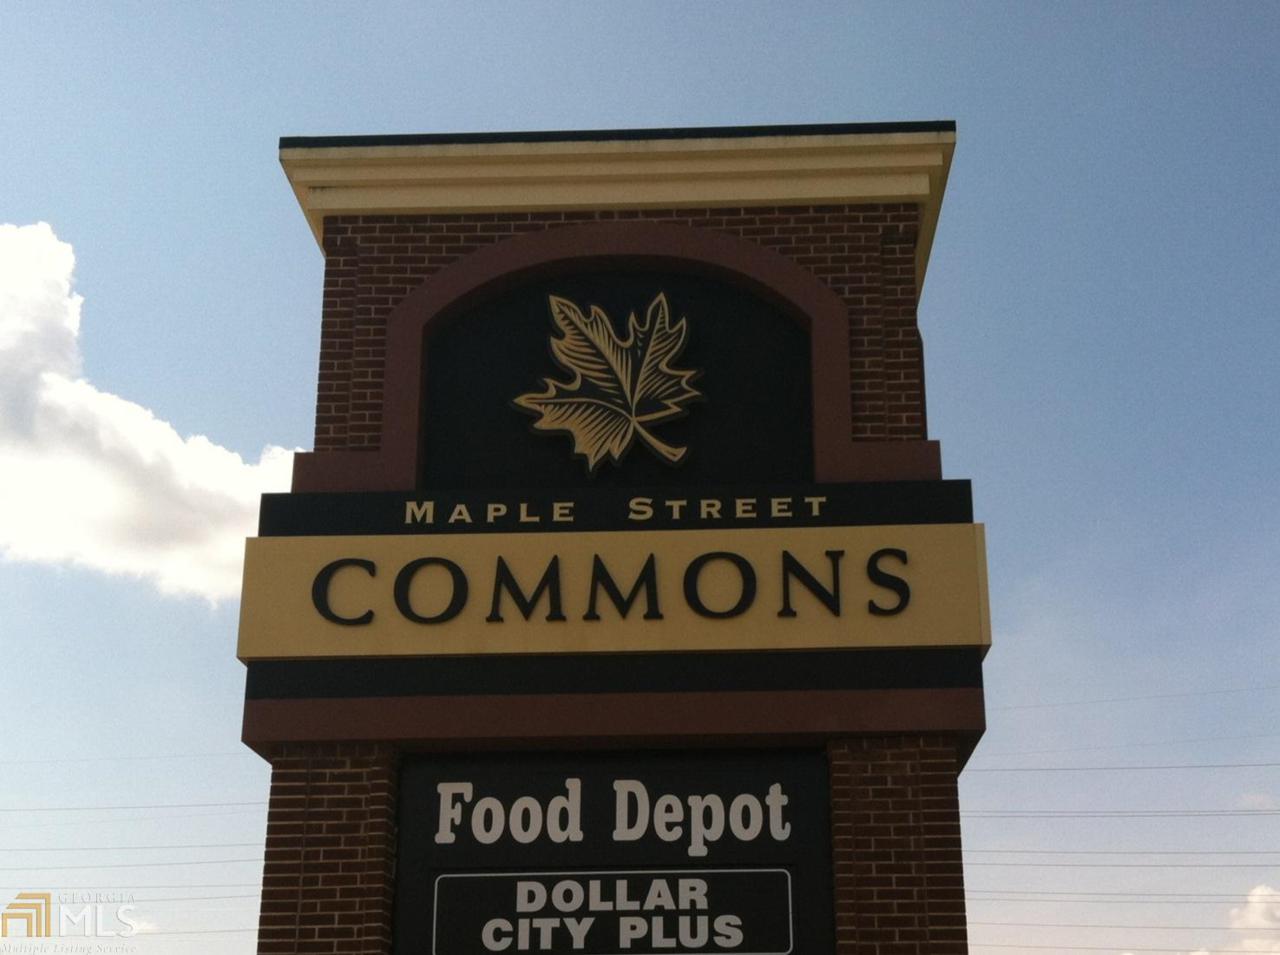 Maple Street
COMMONS
Food Depot
DOLLAR
CITY PLUS
GEORGIA
MLS
Multiple Listing Service